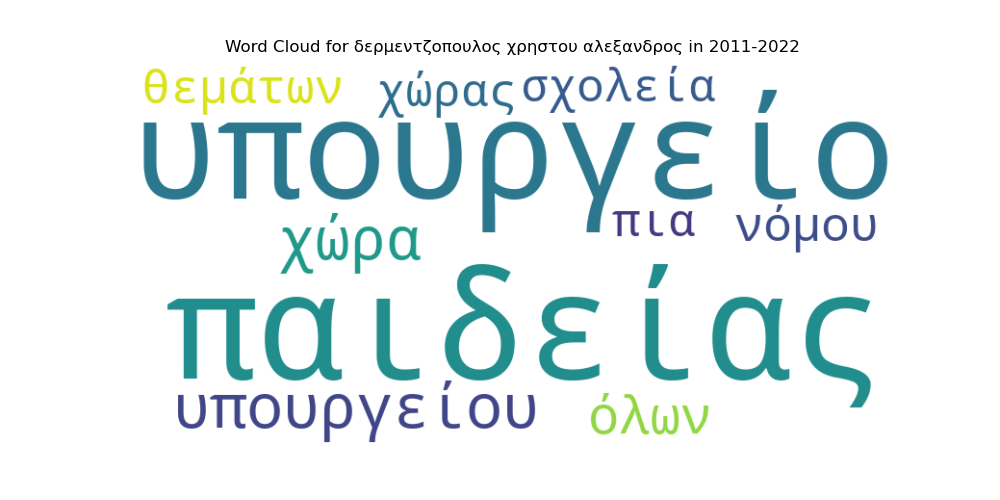 Word Cloud for δερμεντζοπουλος χρηστου αλεξανδρος in 2011-2022
θεμάτων χώρας σχολεία
υπουργείο
χώρα πια νόμου
παιδείας
υπουργείου όλων